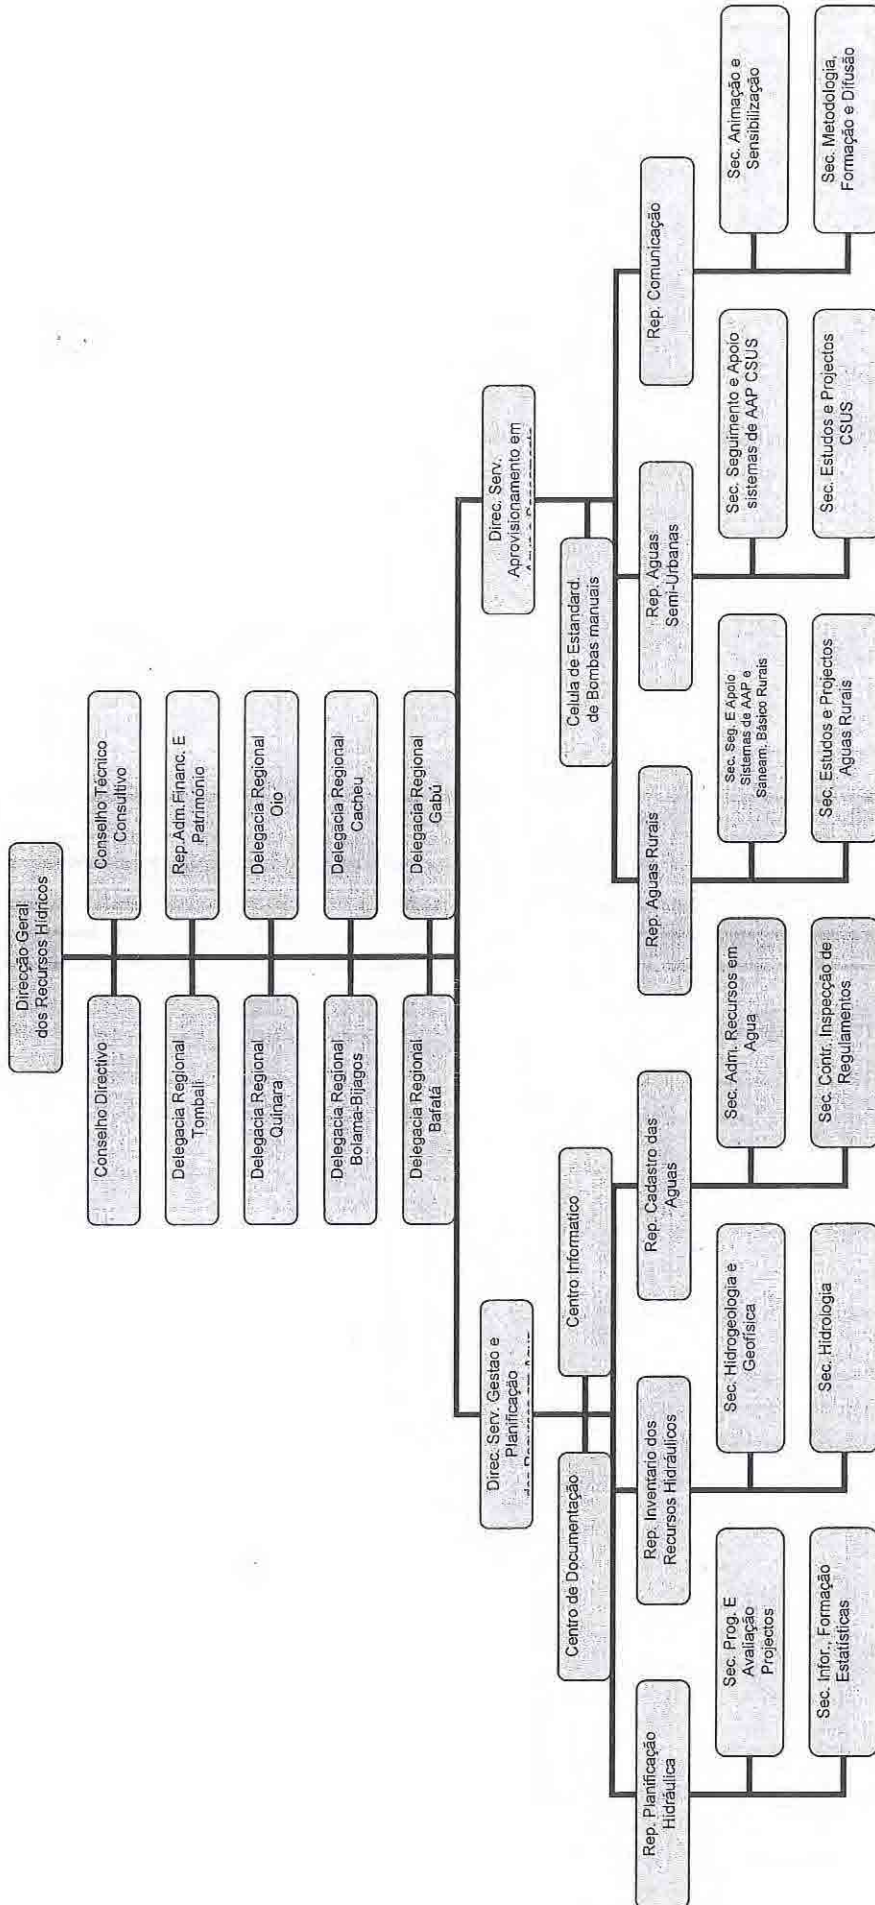 Direcção Geral
dos Recursos Hídricos
Conselho Directivo
Conselho Técnico
Consultivo
Delegacia Regional
Tombali
Rep.Adm.Financ. E
Património
Delegacia Regional
Quinara
Delegacia Regional
Oio
Delegacia Regional
Bolama-Bijagos
Delegacia Regional
Cacheu
Delegacia Regional
Bafatá
Delegacia Regional
Gabú
Direc. Serv. Gestao e
Planificação
Direc. Serv.
Aprovisionamento em
Centro de Documentação
Centro Informatico
Celula de Estandard.
de Bombas manuais
Rep. Planificação
Hidráulica
Rep. Inventario dos
Recursos Hidráulicos
Rep. Cadastro das
Aguas
Rep. Aguas Rurais
Rep. Aguas
Semi-Urbanas
Rep. Comunicação
Sec. Prog. E
Avaliação
Projectos
Sec. Hidrogeologia e
Geofísica
Sec. Adm. Recursos em
Agua
Sec. Seg. E Apoio
Sistemas de AAP e
Saneam. Básico Rurais
Sec. Seguimento e Apoio
sistemas de AAP CSUS
Sec. Animação e
Sensibilização
Sec. Infor., Formação
Estatísticas
Sec. Hidrologia
Sec. Contr. Inspecção de
Regulamentos
Sec. Estudos e Projectos
Aguas Rurais
Sec. Estudos e Projectos
CSUS
Sec. Metodologia,
Formação e Difusão